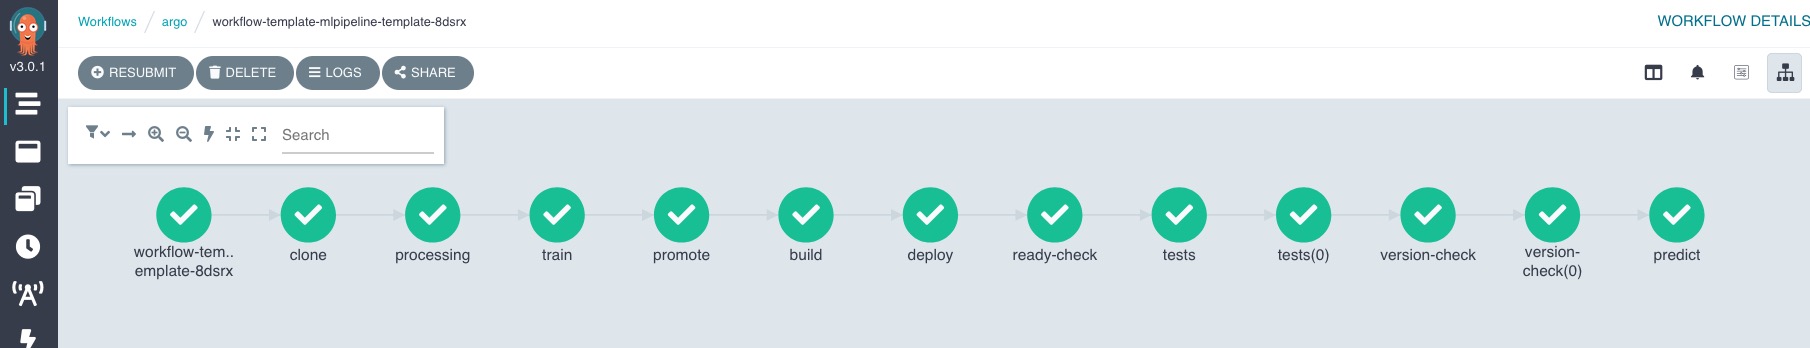 Workflows / argo / workflow-template-mlpipeline-template-8dsrx
WORKFLOW DETAILS
v3.0.1
RESUBMIT DELETE LOGS SHARE
Search
workflow-tem..
emplate-8dsrx
clone
processing
train
promote
build
deploy
ready-check
tests
tests(0)
version-check
version-
check(0)
predict